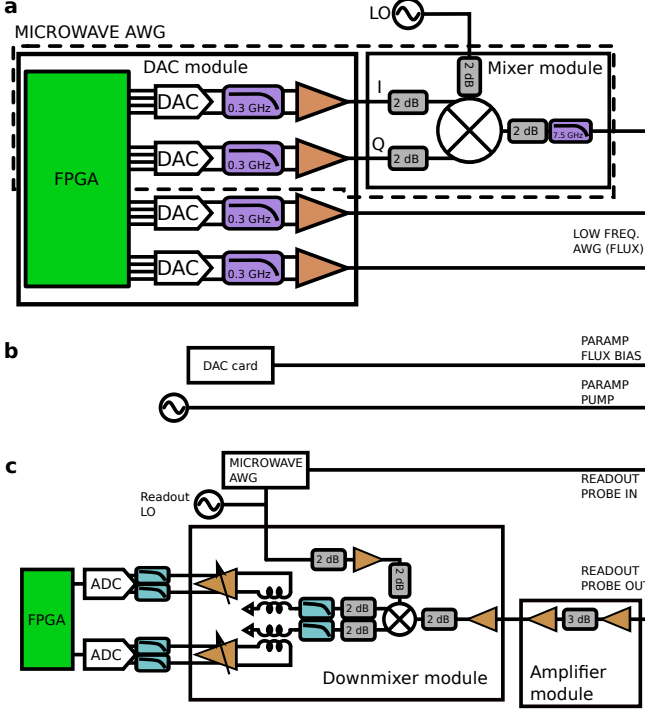 a
LO
MICROWAVE AWG
DAC module
Mixer module
2 dB
DAC
0.3 GHz
I
2 dB
FPGA
DAC
0.3 GHz
Q
2 dB
2 dB
7.5 GHz
DAC
0.3 GHz
LOW FREQ.
AWG (FLUX)
DAC
0.3 GHz
b
PARAMP
FLUX BIAS
DAC card
PARAMP
PUMP
c
MICROWAVE
AWG
READOUT
PROBE IN
Readout
LO
2 dB
2 dB
READOUT
PROBE OUT
ADC
FPGA
2 dB
2 dB
2 dB
3 dB
ADC
Downmixer module
Amplifier
module